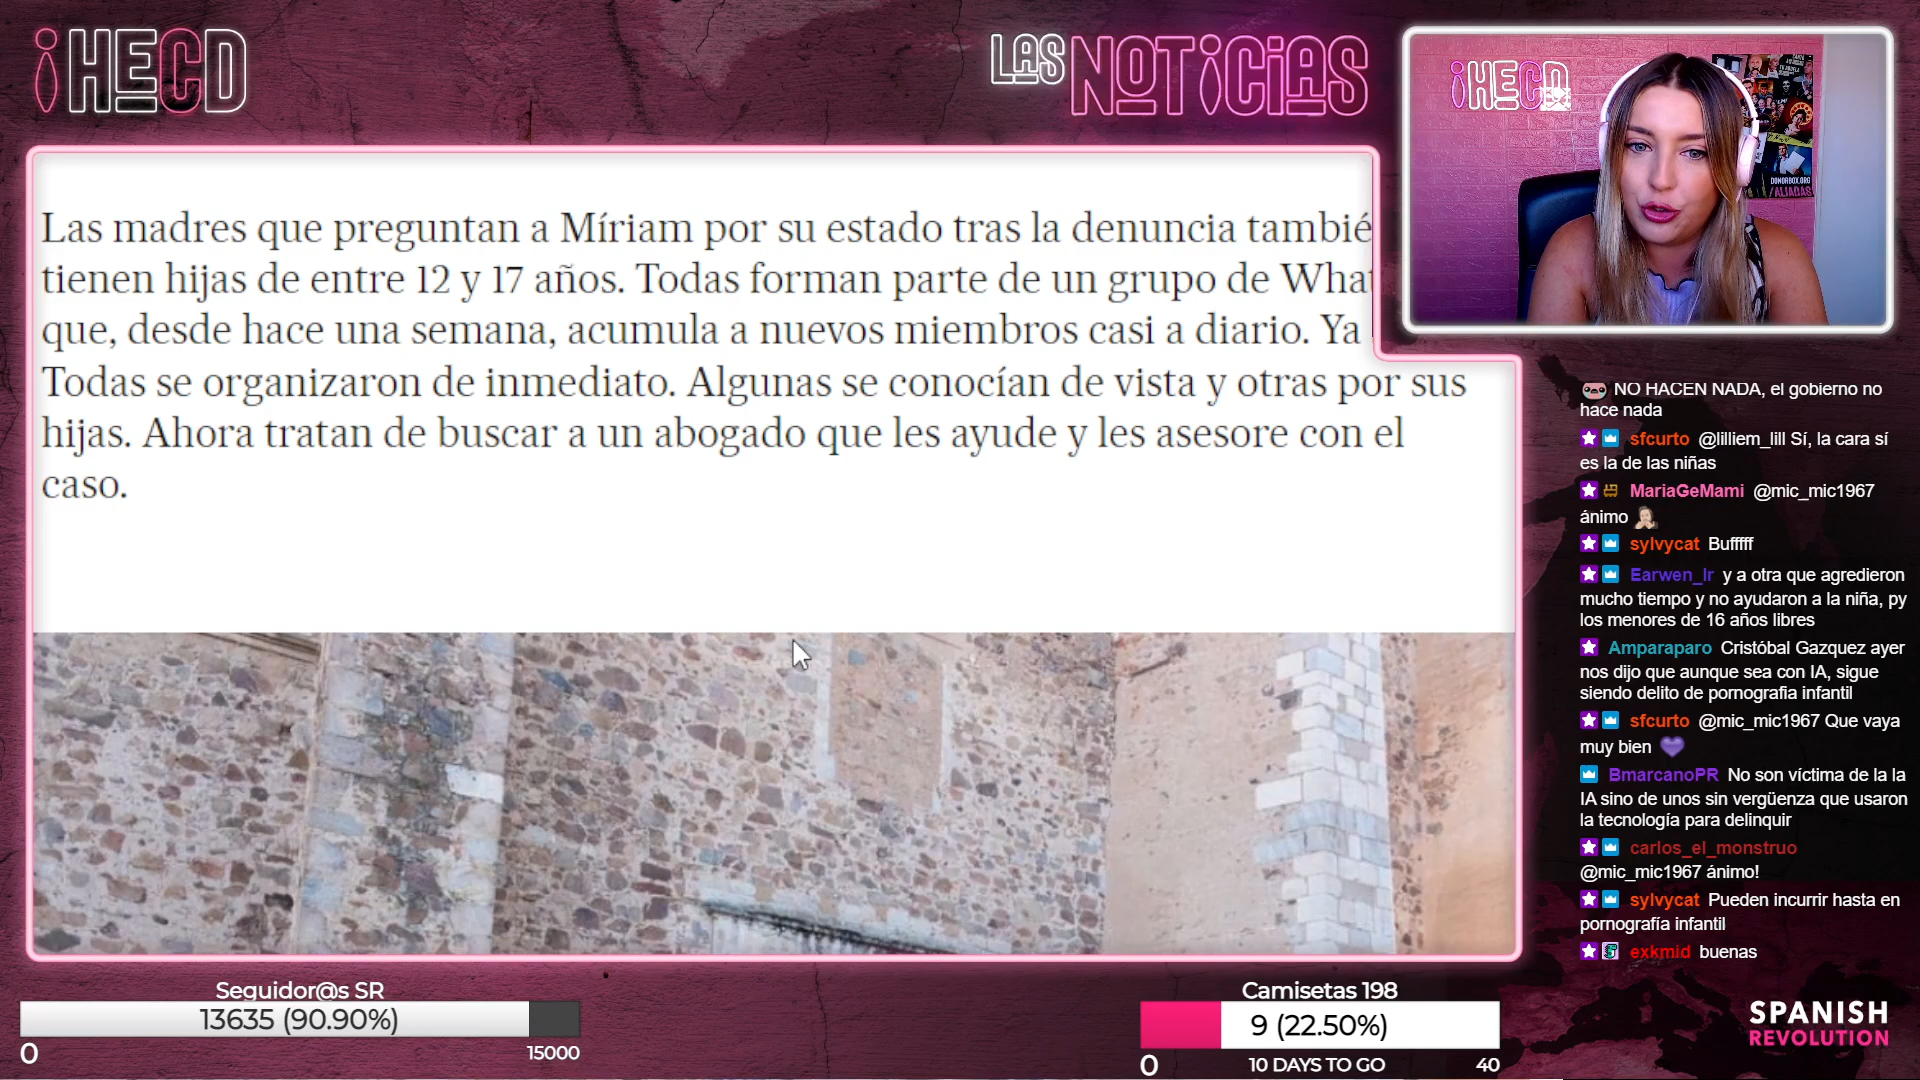 ¡HECD
LAS NOTICIAS
¡HECD
DONORBOX.ORG
/ALIADAS
Las madres que preguntan a Míriam por su estado tras la denuncia tambié
tienen hijas de entre 12 y 17 años. Todas forman parte de un grupo de What
que, desde hace una semana, acumula a nuevos miembros casi a diario. Ya
Todas se organizaron de inmediato. Algunas se conocían de vista y otras por sus
hijas. Ahora tratan de buscar a un abogado que les ayude y les asesore con el
caso.
NO HACEN NADA, el gobierno no
hace nada
sfcurto @lilliem_lill Sí, la cara sí
es la de las niñas
MariaGeMami @mic_mic1967
ánimo
sylvycat Bufffff
Earwen_Ir y a otra que agredieron
mucho tiempo y no ayudaron a la niña, py
los menores de 16 años libres
Amparaparo Cristóbal Gazquez ayer
nos dijo que aunque sea con IA, sigue
siendo delito de pornografia infantil
sfcurto @mic_mic1967 Que vaya
muy bien
BmarcanoPR No son víctima de la la
IA sino de unos sin vergüenza que usaron
la tecnología para delinquir
carlos_el_monstruo
@mic_mic1967 ánimo!
sylvycat Pueden incurrir hasta en
pornografía infantil
exkmid buenas
Seguidor@s SR
13635 (90.90%)
0 15000
Camisetas 198
9 (22.50%)
0 10 DAYS TO GO 40
SPANISH
REVOLUTION